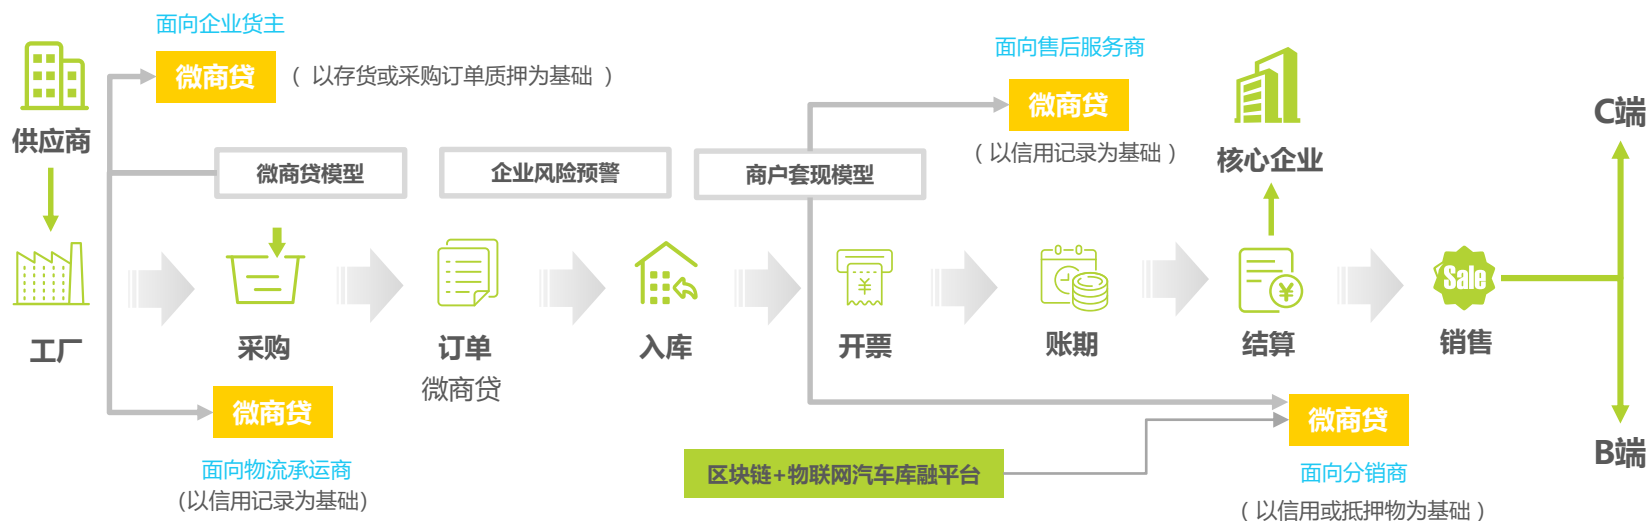 面向企业货主
微商贷
（ 以存货或采购订单质押为基础 ）
面向售后服务商
微商贷
（以信用记录为基础）
C端
供应商
核心企业
微商贷模型
企业风险预警
商户套现模型
Sale
工厂
采购
订单
入库
开票
账期
结算
销售
微商贷
微商贷
面向物流承运商
(以信用记录为基础)
区块链+物联网汽车库融平台
微商贷
面向分销商
（以信用或抵押物为基础）
B端